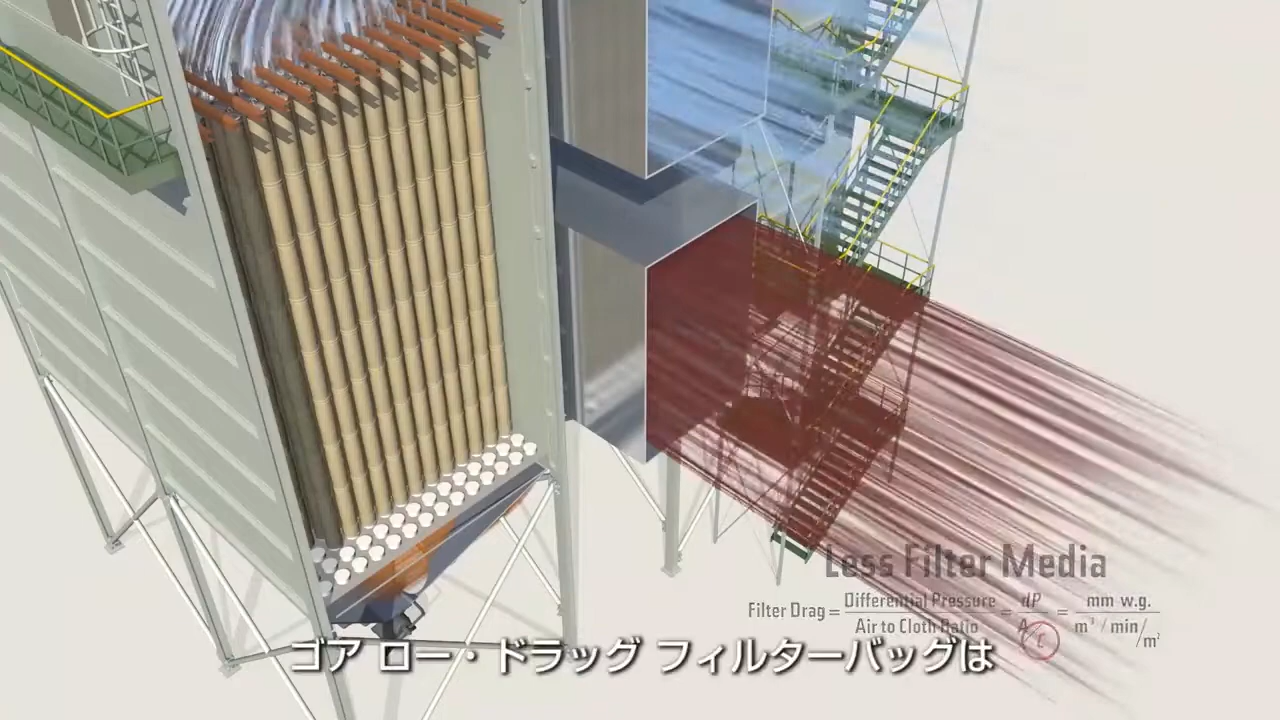 Less Filter Media
Filter Drag = Differential Pressure / Air to Cloth Ratio = dP / A/C = mm w.g. / m³ / min / m²
ゴア ロー・ドラッグ フィルターバッグは